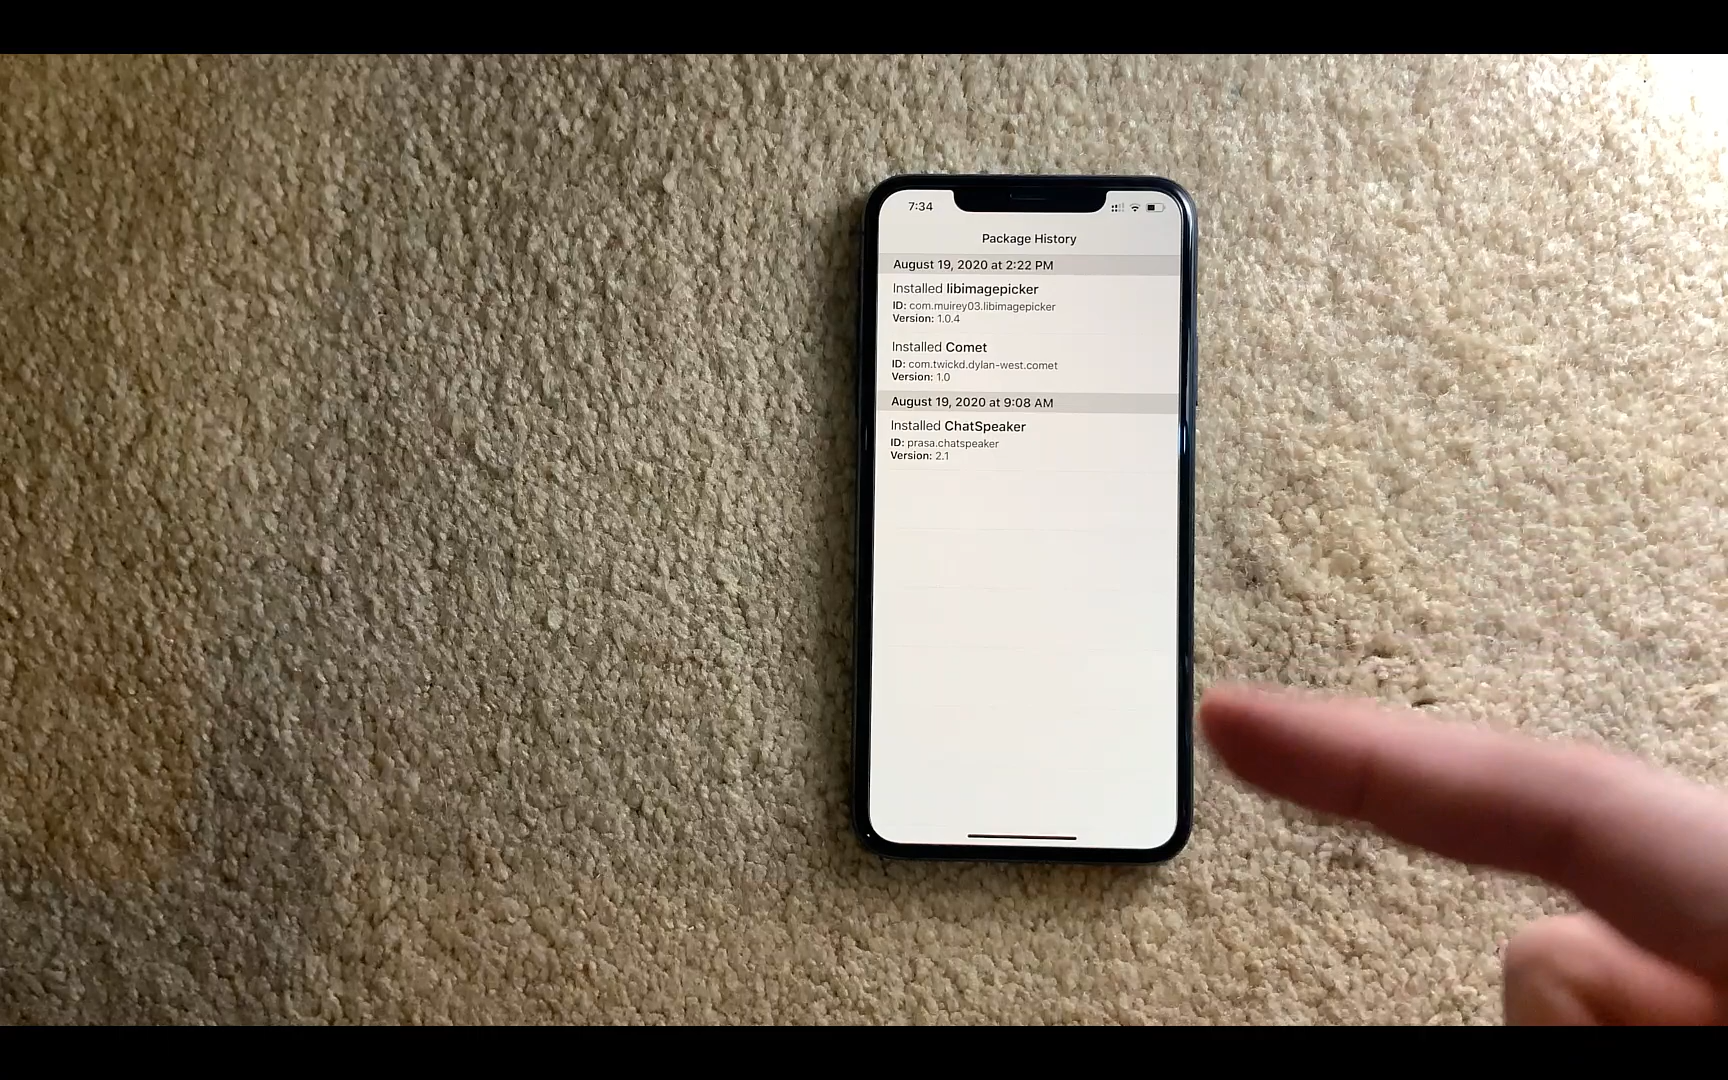 7:34
Package History
August 19, 2020 at 2:22 PM
Installed libimagepicker
ID: com.muirey03.libimagepicker
Version: 1.0.4
Installed Comet
ID: com.twickd.dylan-west.comet
Version: 1.0
August 19, 2020 at 9:08 AM
Installed ChatSpeaker
ID: prasa.chatspeaker
Version: 2.1